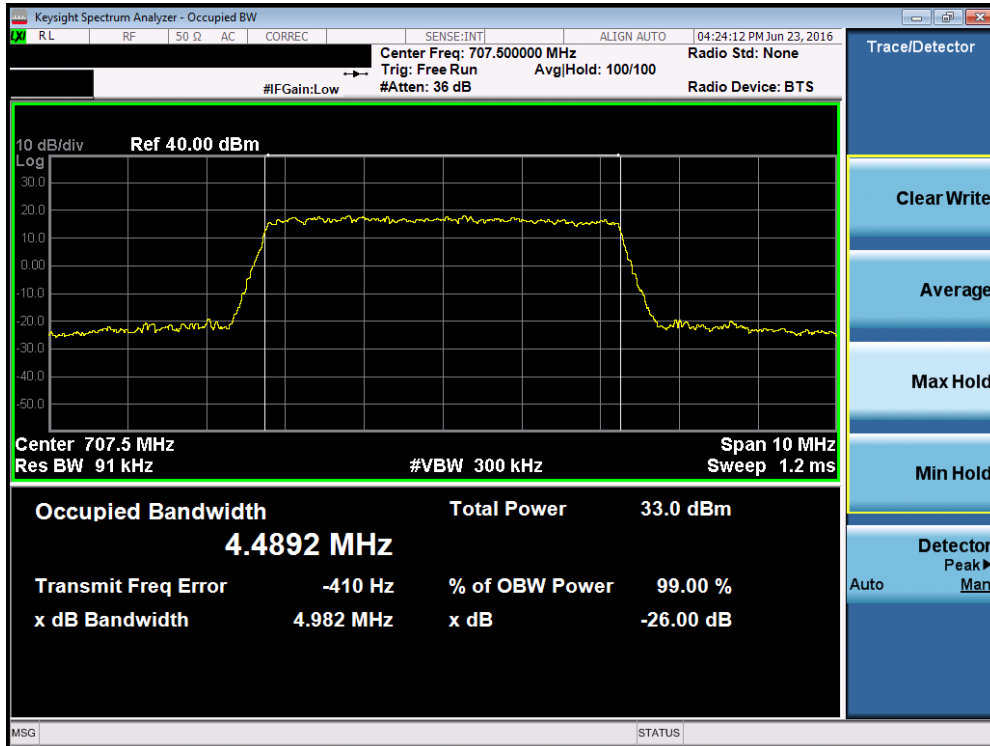 Keysight Spectrum Analyzer - Occupied BW
LXI RL RF 50 Ω AC CORREC SENSE:INT ALIGN AUTO 04:24:12 PM Jun 23, 2016
Center Freq: 707.500000 MHz Radio Std: None
Trig: Free Run Avg|Hold: 100/100
#IFGain:Low #Atten: 36 dB Radio Device: BTS
10 dB/div Ref 40.00 dBm
Log
30.0
20.0
10.0
0.00
-10.0
-20.0
-30.0
-40.0
-50.0
Center 707.5 MHz Span 10 MHz
Res BW 91 kHz #VBW 300 kHz Sweep 1.2 ms
Occupied Bandwidth Total Power 33.0 dBm
4.4892 MHz
Transmit Freq Error -410 Hz % of OBW Power 99.00 %
x dB Bandwidth 4.982 MHz x dB -26.00 dB
MSG STATUS
Trace/Detector
Clear Write
Average
Max Hold
Min Hold
Detector
Peak▶
Auto Man